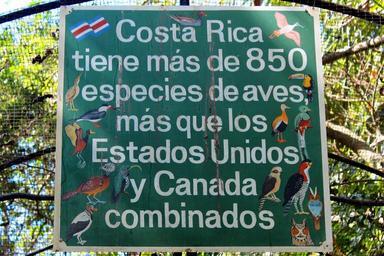 Costa Rica
tiene más de 850
especies de aves
más que los
Estados Unidos
y Canada
combinados